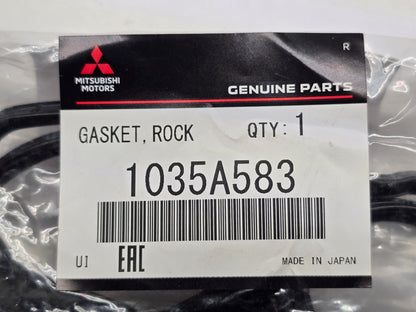 R
MITSUBISHI
MOTORS
GENUINE PARTS
GASKET, ROCK QTY: 1
1035A583
UI EAC MADE IN JAPAN